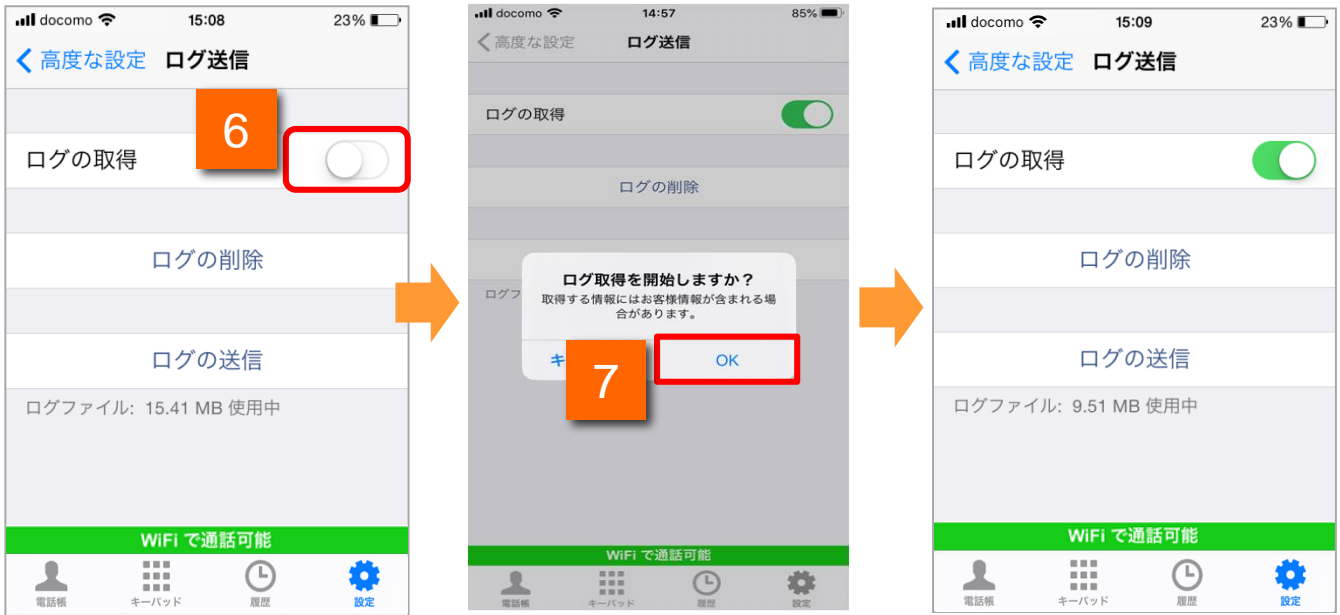 docomo 15:08 23%
高度な設定 ログ送信
6
ログの取得
ログの削除
ログの送信
ログファイル: 15.41 MB 使用中
WiFi で通話可能
電話帳 キーパッド 履歴 設定
docomo 14:57 85%
高度な設定 ログ送信
ログの取得
ログの削除
ログ取得を開始しますか？
ログフ
取得する情報にはお客様情報が含まれる場
合があります。
キ OK
7
WiFi で通話可能
電話帳 キーパッド 履歴 設定
docomo 15:09 23%
高度な設定 ログ送信
ログの取得
ログの削除
ログの送信
ログファイル: 9.51 MB 使用中
WiFi で通話可能
電話帳 キーパッド 履歴 設定